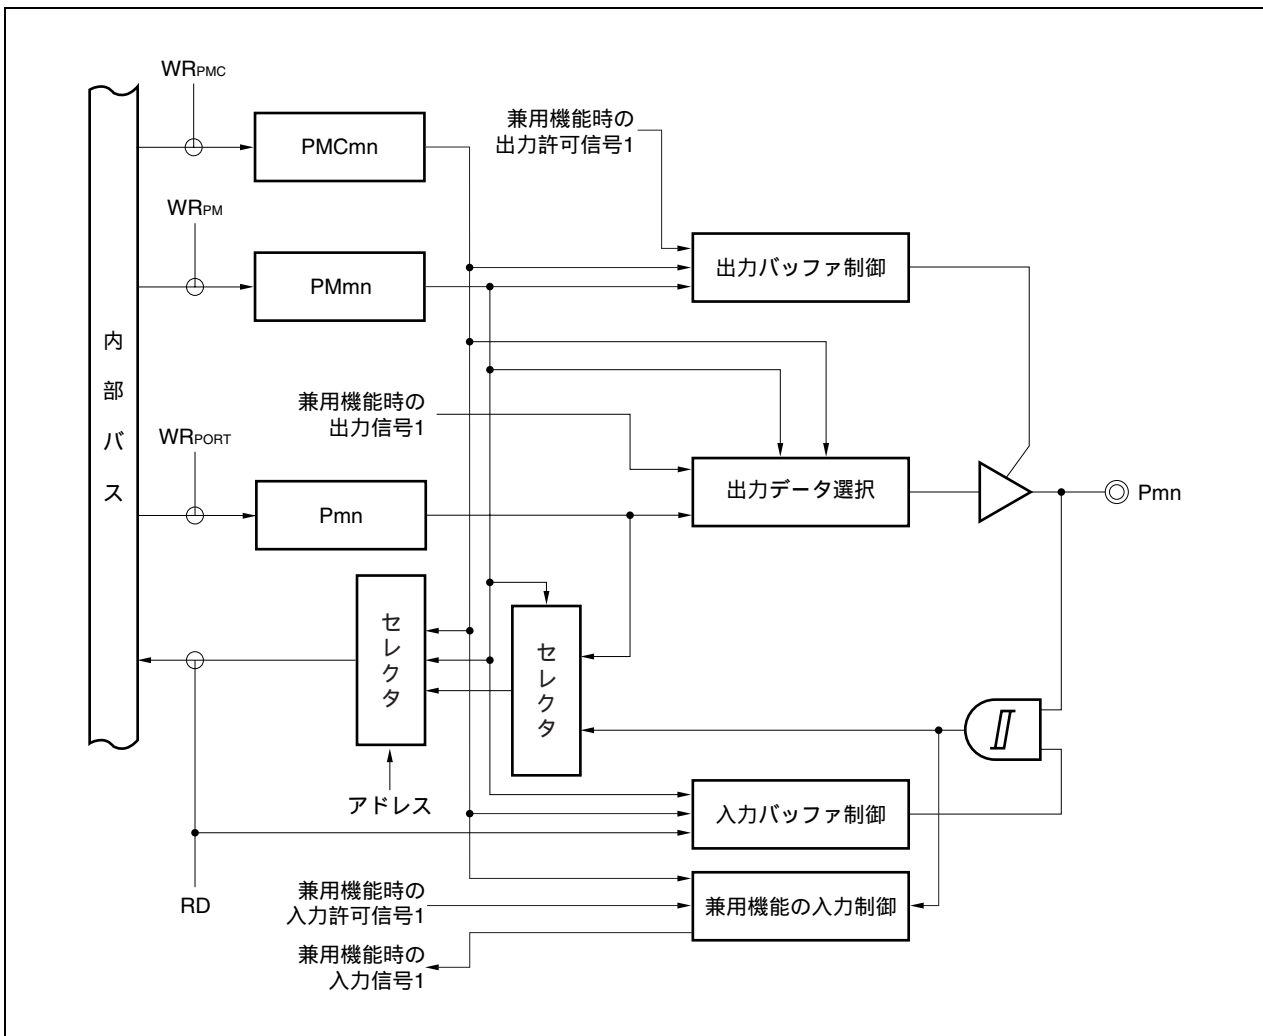 WRPMC
PMCmn
兼用機能時の
出力許可信号1
WRPM
PMmn
出力バッファ制御
内部バス
兼用機能時の
出力信号1
WRPORT
Pmn
出力データ選択
Pmn
セレクタ
セレクタ
アドレス
入力バッファ制御
RD
兼用機能時の
入力許可信号1
兼用機能の入力制御
兼用機能時の
入力信号1